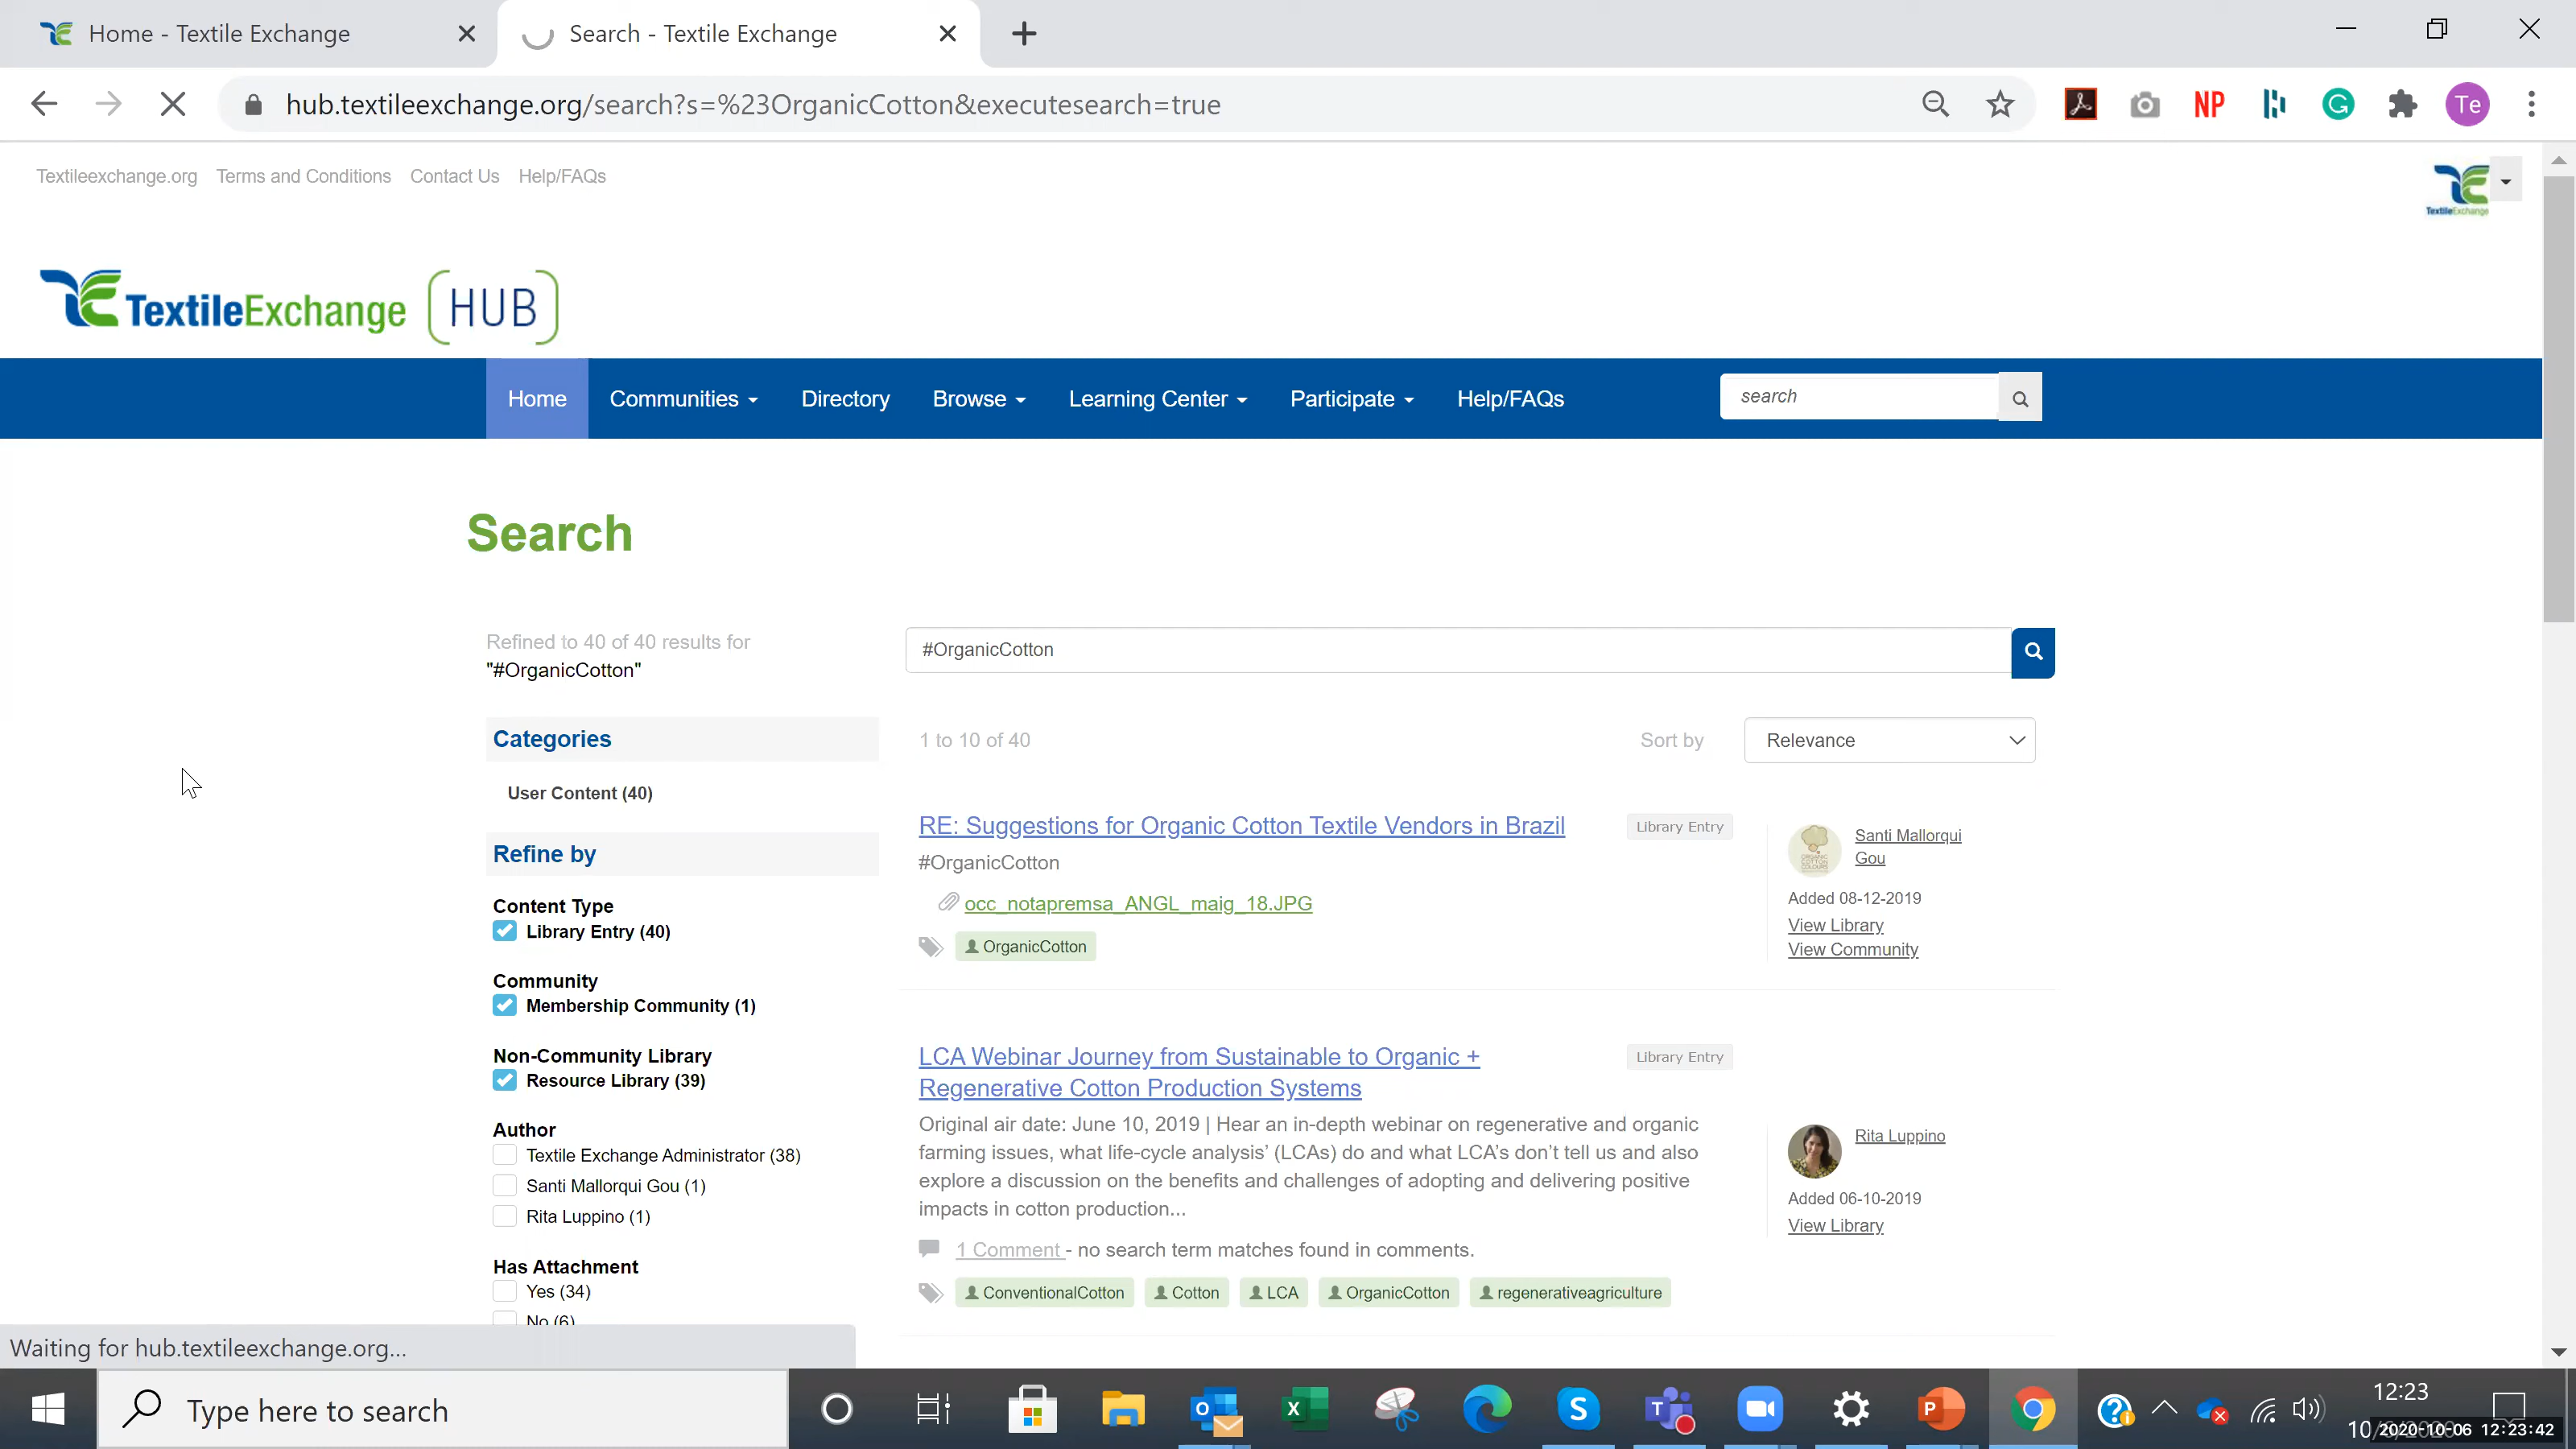 Home - Textile Exchange
Search - Textile Exchange
hub.textileexchange.org/search?s=%23OrganicCotton&executesearch=true
NP
Te
Textileexchange.org Terms and Conditions Contact Us Help/FAQs
TextileExchange
TextileExchange HUB
Home Communities Directory Browse Learning Center Participate Help/FAQs
search
Search
Refined to 40 of 40 results for
"#OrganicCotton"
#OrganicCotton
Categories
User Content (40)
Refine by
Content Type
Library Entry (40)
Community
Membership Community (1)
Non-Community Library
Resource Library (39)
Author
Textile Exchange Administrator (38)
Santi Mallorqui Gou (1)
Rita Luppino (1)
Has Attachment
Yes (34)
No (6)
1 to 10 of 40
Sort by
Relevance
RE: Suggestions for Organic Cotton Textile Vendors in Brazil
Library Entry
#OrganicCotton
occ_notapremsa_ANGL_maig_18.JPG
OrganicCotton
Santi Mallorqui
Gou
Added 08-12-2019
View Library
View Community
LCA Webinar Journey from Sustainable to Organic +
Regenerative Cotton Production Systems
Library Entry
Original air date: June 10, 2019 | Hear an in-depth webinar on regenerative and organic
farming issues, what life-cycle analysis’ (LCAs) do and what LCA’s don’t tell us and also
explore a discussion on the benefits and challenges of adopting and delivering positive
impacts in cotton production...
1 Comment - no search term matches found in comments.
ConventionalCotton Cotton LCA OrganicCotton regenerativeagriculture
Rita Luppino
Added 06-10-2019
View Library
Waiting for hub.textileexchange.org...
Type here to search
12:23
2020-10-06 12:23:42